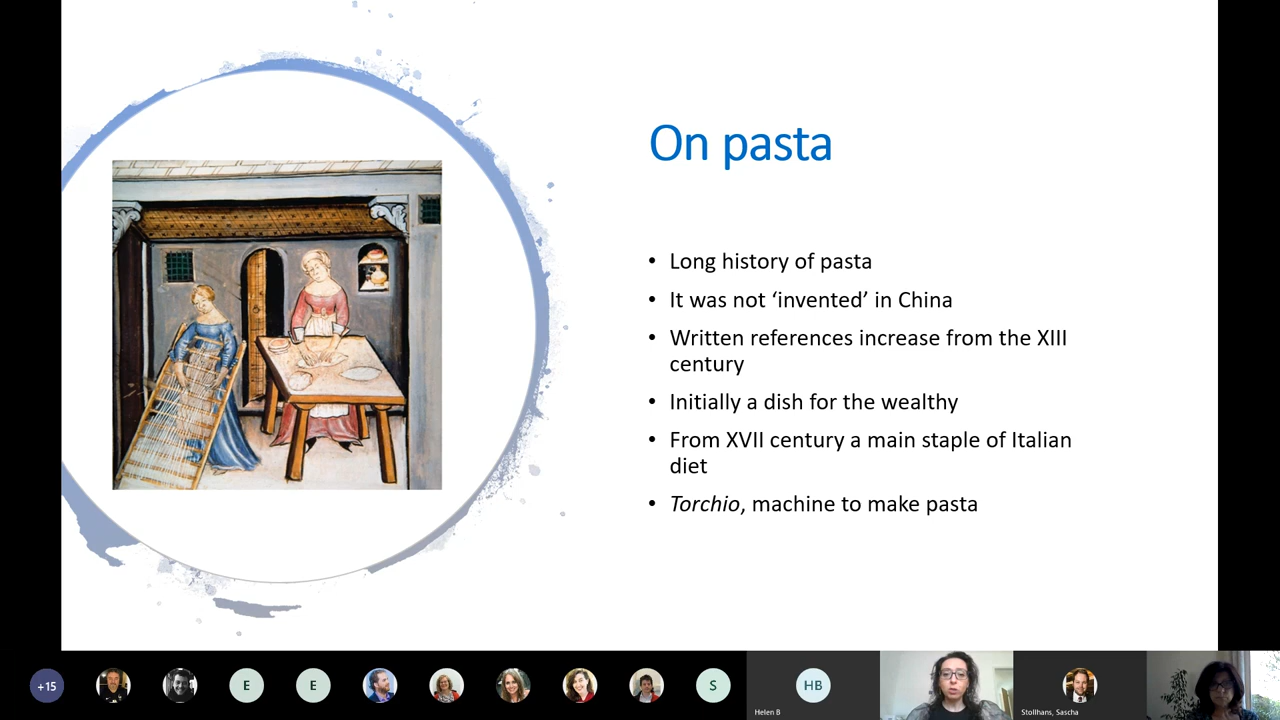 On pasta
• Long history of pasta
• It was not ‘invented’ in China
• Written references increase from the XIII
century
• Initially a dish for the wealthy
• From XVII century a main staple of Italian
diet
• Torchio, machine to make pasta
+15
E
E
S
HB
Helen B
Stollhans, Sascha